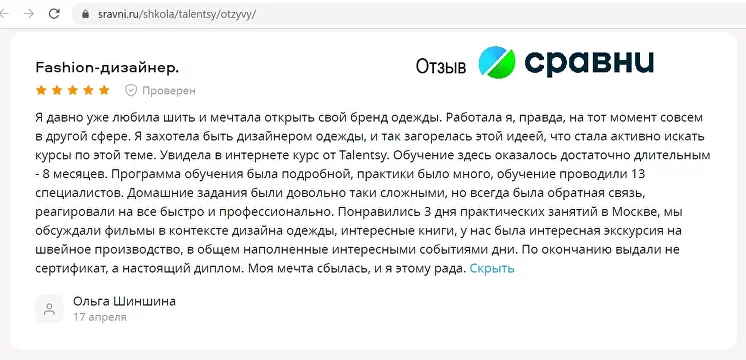 sravni.ru/shkola/talentsy/otzyvy/
Fashion-дизайнер.
Отзыв сравни
Проверен
Я давно уже любила шить и мечтала открыть свой бренд одежды. Работала я, правда, на тот момент совсем
в другой сфере. Я захотела быть дизайнером одежды, и так загорелась этой идеей, что стала активно искать
курсы по этой теме. Увидела в интернете курс от Talentsy. Обучение здесь оказалось достаточно длительным
- 8 месяцев. Программа обучения была подробной, практики было много, обучение проводили 13
специалистов. Домашние задания были довольно таки сложными, но всегда была обратная связь,
реагировали на все быстро и профессионально. Понравились 3 дня практических занятий в Москве, мы
обсуждали фильмы в контексте дизайна одежды, интересные книги, у нас была интересная экскурсия на
швейное производство, в общем наполненные интересными событиями дни. По окончанию выдали не
сертификат, а настоящий диплом. Моя мечта сбылась, и я этому рада. Скрыть
Ольга Шиншина
17 апреля